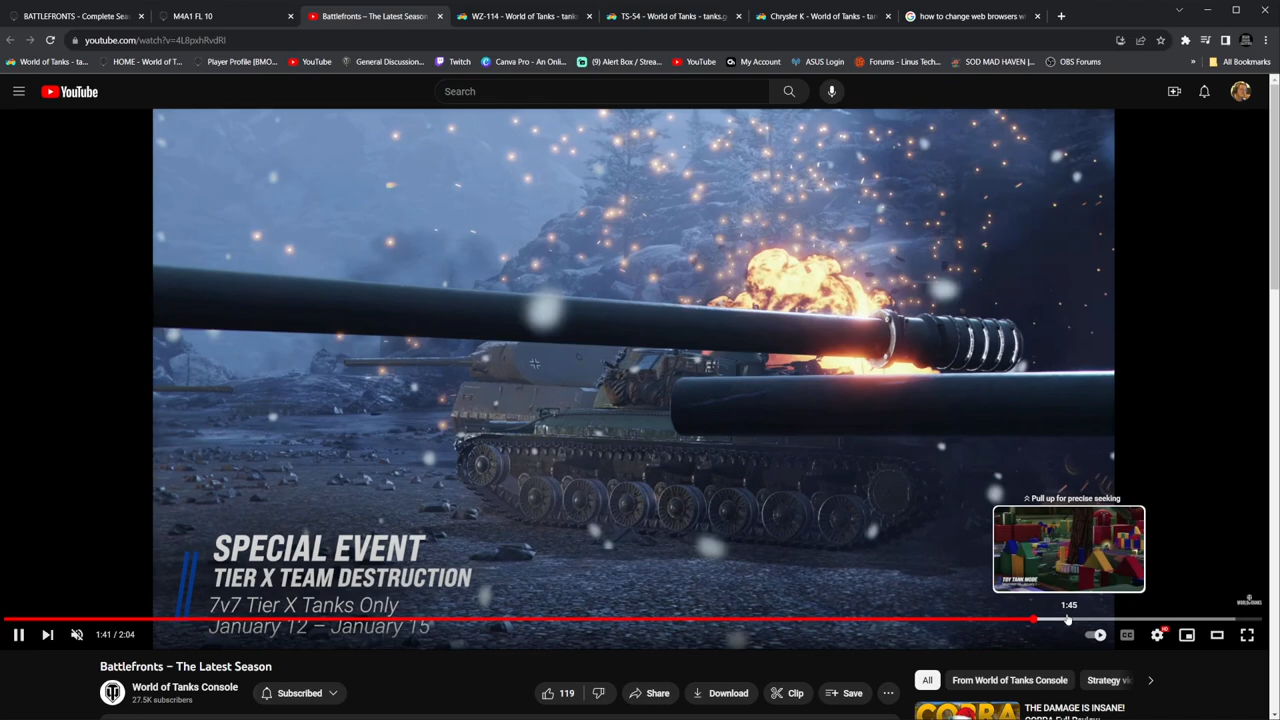 BATTLEFRONTS - Complete Seas
M4A1 FL 10
Battlefronts – The Latest Season
WZ-114 - World of Tanks - tanks
TS-54 - World of Tanks - tanks.g
Chrysler K - World of Tanks - tan
how to change web browsers w
youtube.com/watch?v=4L8pxhRvdRI
World of Tanks - ta...
HOME - World of T...
Player Profile [BMO...
YouTube
General Discussion...
Twitch
Canva Pro - An Onli...
(9) Alert Box / Strea...
YouTube
My Account
ASUS Login
Forums - Linus Tech...
SOD MAD HAVEN |...
OBS Forums
»
All Bookmarks
YouTube
Search
SPECIAL EVENT
TIER X TEAM DESTRUCTION
7v7 Tier X Tanks Only
January 12 – January 15
Pull up for precise seeking
TOY TANK MODE
1:45
1:41 / 2:04
CC
HD
Battlefronts – The Latest Season
World of Tanks Console
27.5K subscribers
Subscribed
119
Share
Download
Clip
Save
All
From World of Tanks Console
Strategy vi
COBRA
THE DAMAGE IS INSANE!